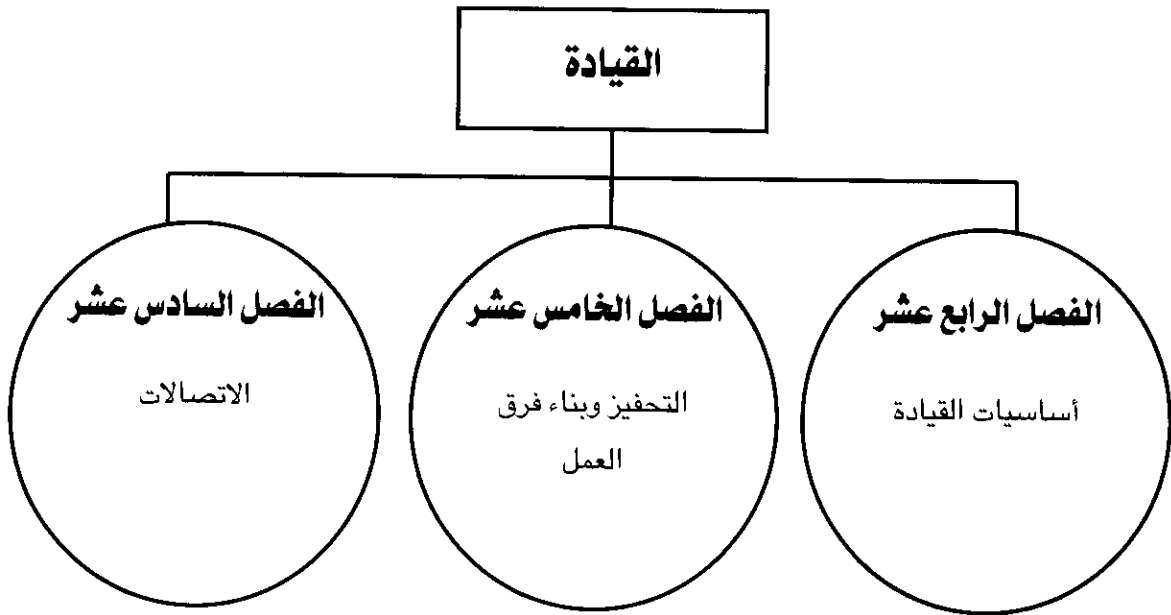 القيادة
الفصل الرابع عشر
أساسيات القيادة
الفصل الخامس عشر
التحفيز وبناء فرق
العمل
الفصل السادس عشر
الاتصالات